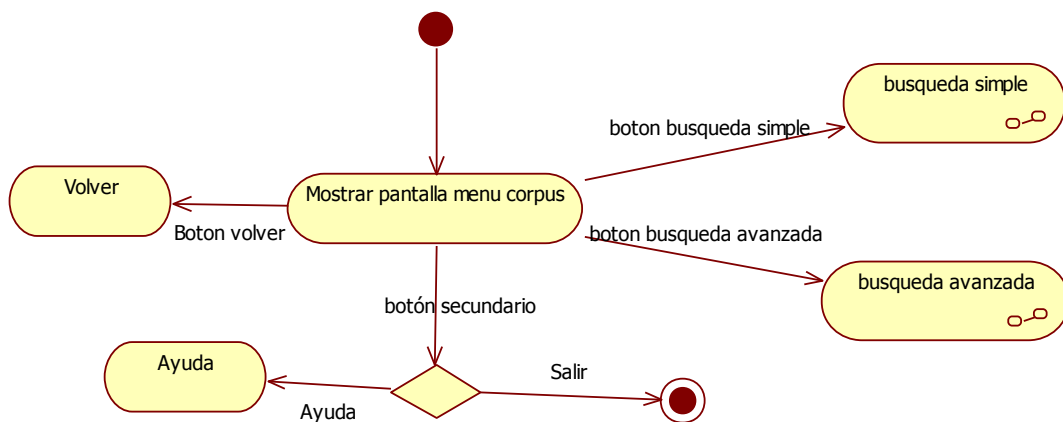 busqueda simple
boton busqueda simple
Volver
Mostrar pantalla menu corpus
Boton volver
boton busqueda avanzada
busqueda avanzada
botón secundario
Ayuda
Salir
Ayuda